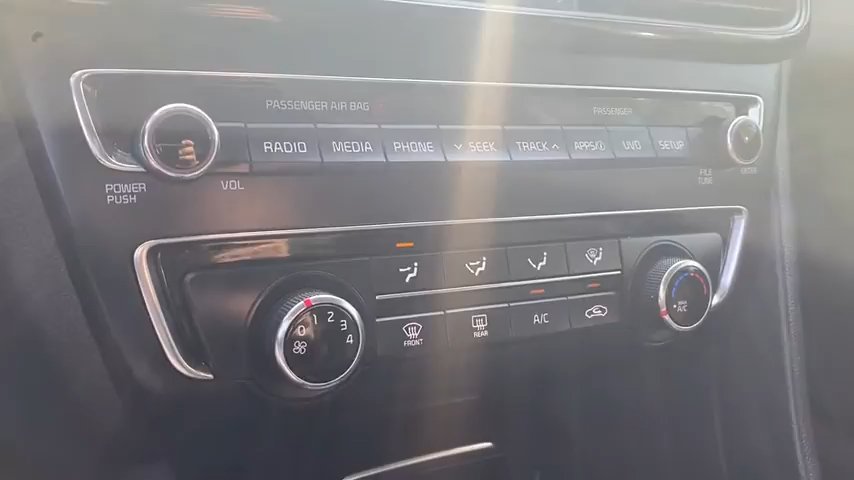 PASSENGER AIR BAG
PASSENGER
RADIO
MEDIA
PHONE
SEEK
TRACK
APPS/i
UVO
SETUP
POWER
PUSH
VOL
FILE
TUNE
0 1 2 3 4
FRONT
REAR
A/C
MAX
A/C